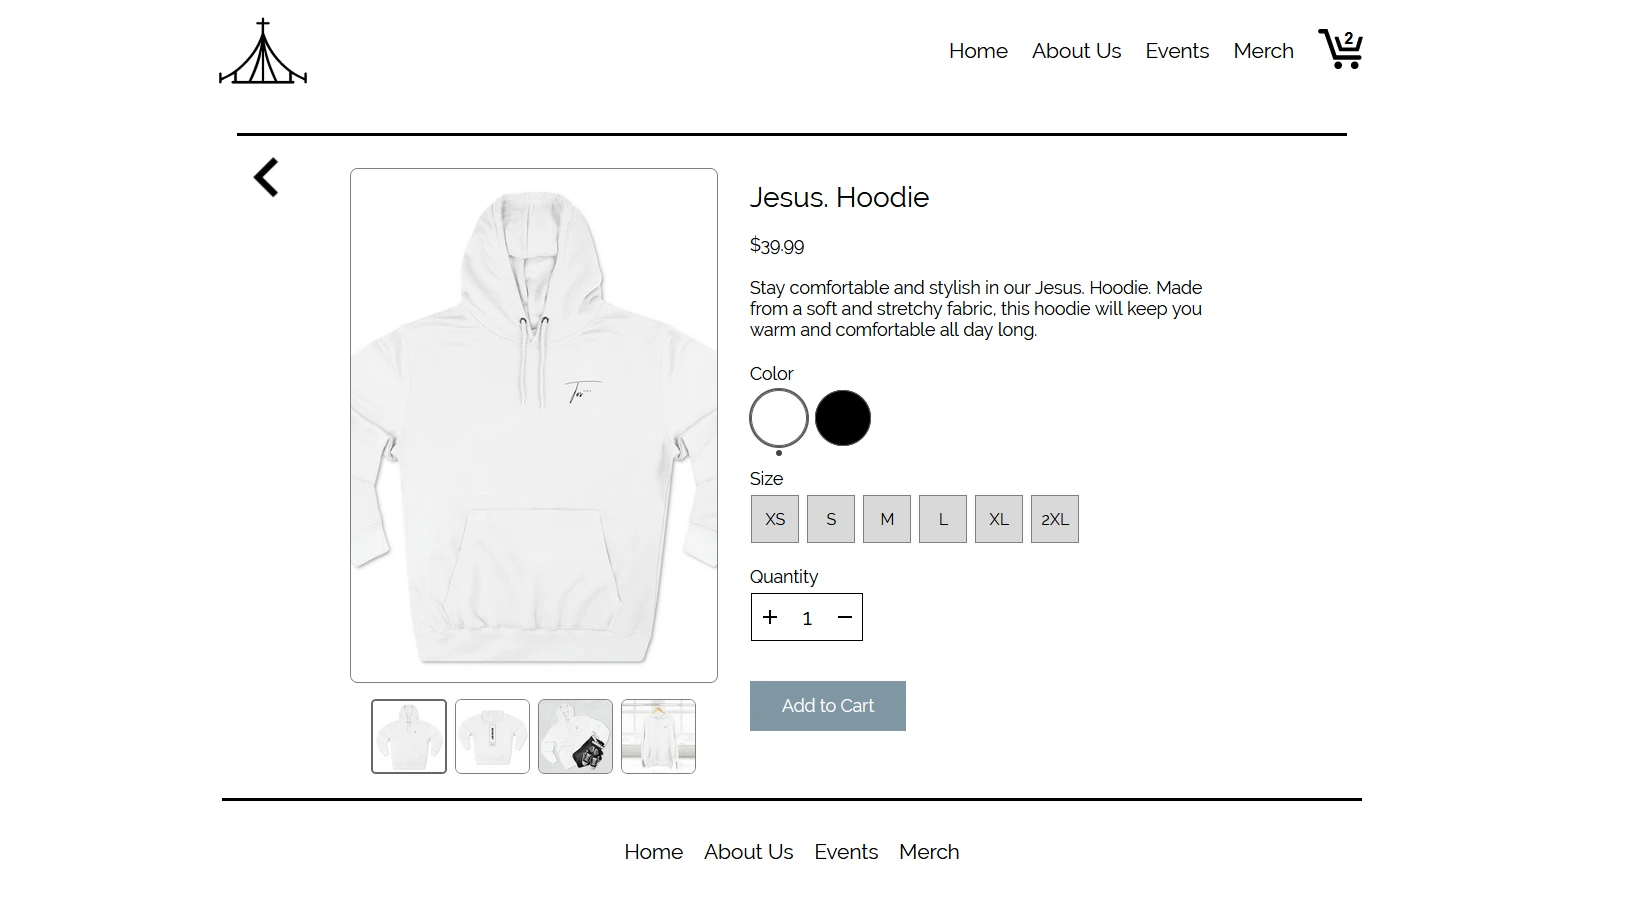 Home About Us Events Merch 2
Jesus. Hoodie
$39.99
Stay comfortable and stylish in our Jesus. Hoodie. Made
from a soft and stretchy fabric, this hoodie will keep you
warm and comfortable all day long.
Color
Size
XS S M L XL 2XL
Quantity
+ 1 −
Add to Cart
Home About Us Events Merch